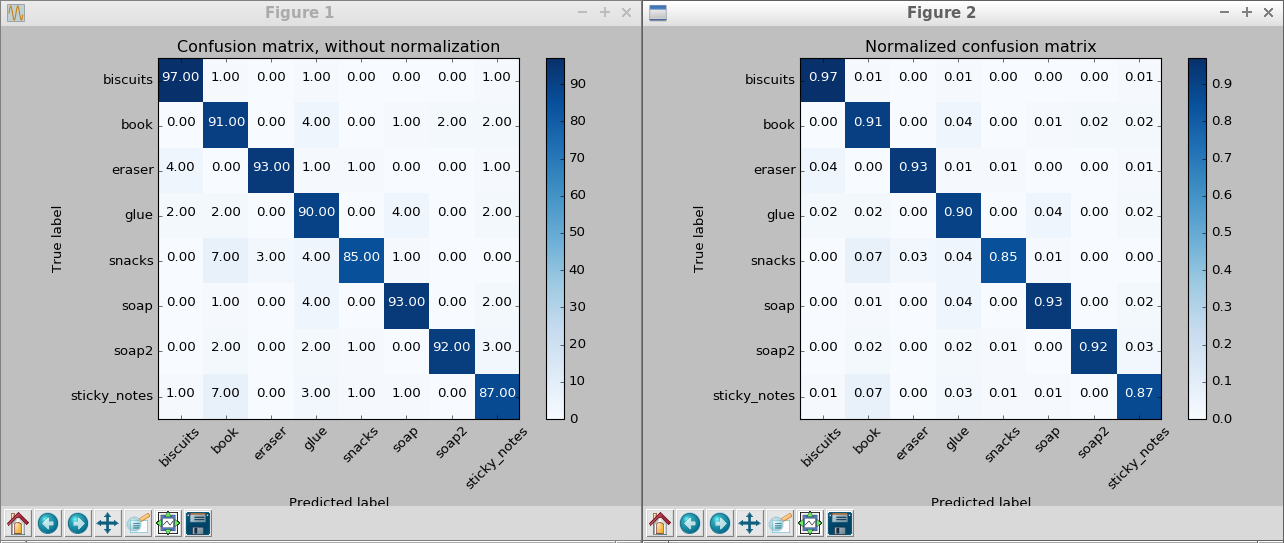 Figure 1
Confusion matrix, without normalization
biscuits 97.00 1.00 0.00 1.00 0.00 0.00 0.00 1.00
book 0.00 91.00 0.00 4.00 0.00 1.00 2.00 2.00
eraser 4.00 0.00 93.00 1.00 1.00 0.00 0.00 1.00
glue 2.00 2.00 0.00 90.00 0.00 4.00 0.00 2.00
snacks 0.00 7.00 3.00 4.00 85.00 1.00 0.00 0.00
soap 0.00 1.00 0.00 4.00 0.00 93.00 0.00 2.00
soap2 0.00 2.00 0.00 2.00 1.00 0.00 92.00 3.00
sticky_notes 1.00 7.00 0.00 3.00 1.00 1.00 0.00 87.00
True label
biscuits book eraser glue snacks soap soap2 sticky_notes
Predicted label
90
80
70
60
50
40
30
20
10
0
Figure 2
Normalized confusion matrix
biscuits 0.97 0.01 0.00 0.01 0.00 0.00 0.00 0.01
book 0.00 0.91 0.00 0.04 0.00 0.01 0.02 0.02
eraser 0.04 0.00 0.93 0.01 0.01 0.00 0.00 0.01
glue 0.02 0.02 0.00 0.90 0.00 0.04 0.00 0.02
snacks 0.00 0.07 0.03 0.04 0.85 0.01 0.00 0.00
soap 0.00 0.01 0.00 0.04 0.00 0.93 0.00 0.02
soap2 0.00 0.02 0.00 0.02 0.01 0.00 0.92 0.03
sticky_notes 0.01 0.07 0.00 0.03 0.01 0.01 0.00 0.87
True label
biscuits book eraser glue snacks soap soap2 sticky_notes
Predicted label
0.9
0.8
0.7
0.6
0.5
0.4
0.3
0.2
0.1
0.0